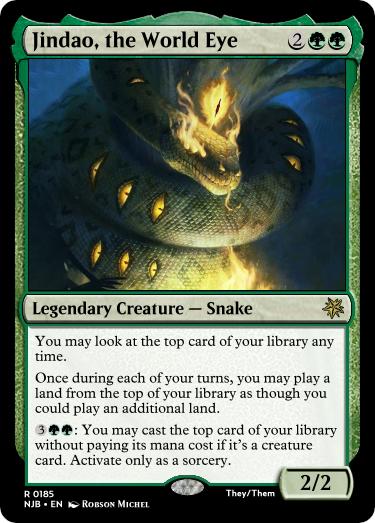 Jindao, the World Eye 2
Legendary Creature — Snake
You may look at the top card of your library any
time.
Once during each of your turns, you may play a
land from the top of your library as though you
could play an additional land.
3: You may cast the top card of your library
without paying its mana cost if it's a creature
card. Activate only as a sorcery.
2/2
R 0185
NJB • EN Robson Michel
They/Them